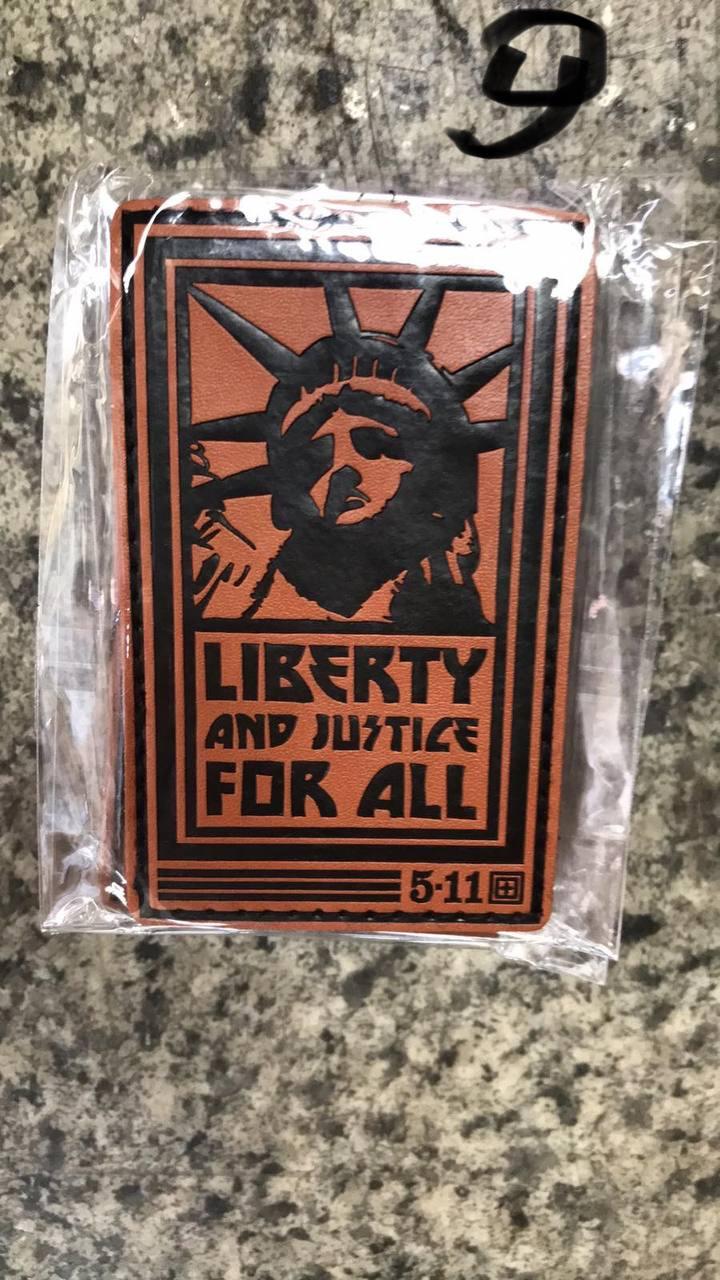 9
LIBERTY
AND JUSTICE
FOR ALL
5·11